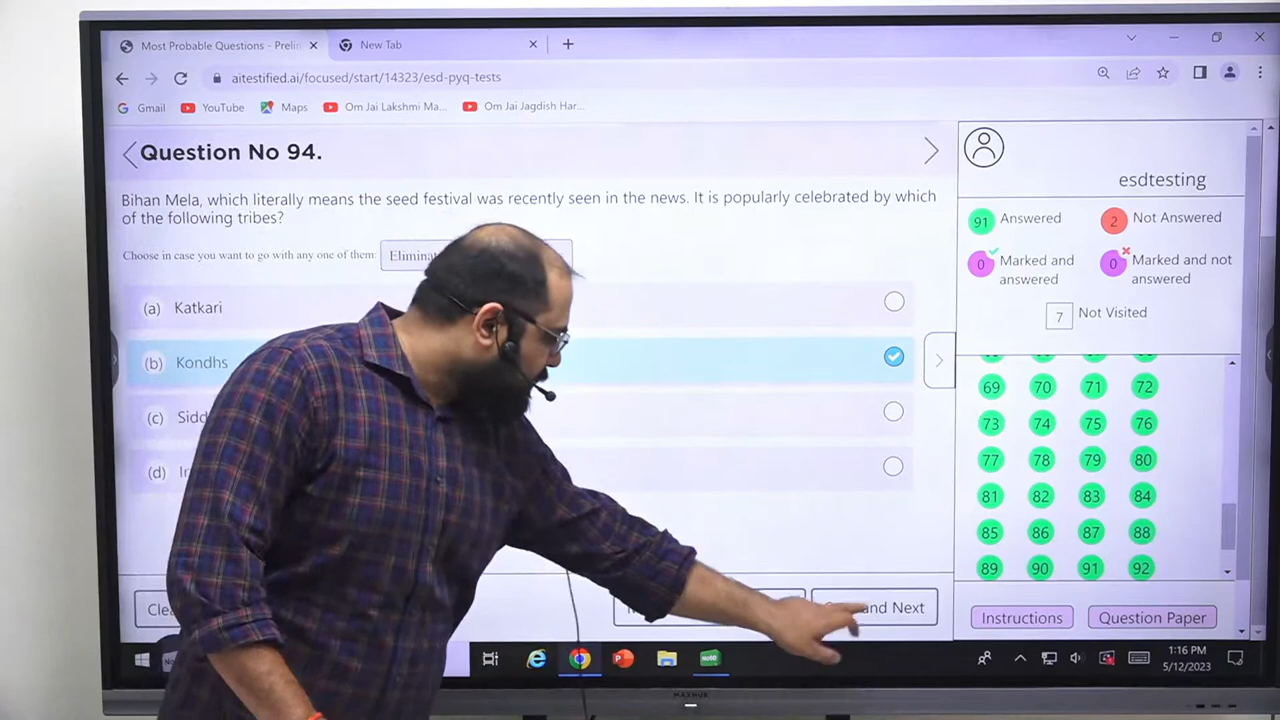 Most Probable Questions - Prelin
New Tab
aitestified.ai/focused/start/14323/esd-pyq-tests
Gmail YouTube Maps Om Jai Lakshmi Ma... Om Jai Jagdish Har...
Question No 94.
Bihan Mela, which literally means the seed festival was recently seen in the news. It is popularly celebrated by which
of the following tribes?
Choose in case you want to go with any one of them:
(a) Katkari
(b) Kondhs
(c)
(d)
and Next
esdtesting
91 Answered 2 Not Answered
0 Marked and answered 0 Marked and not answered
7 Not Visited
69 70 71 72
73 74 75 76
77 78 79 80
81 82 83 84
85 86 87 88
89 90 91 92
Instructions Question Paper
1:16 PM
5/12/2023
MAXHUB